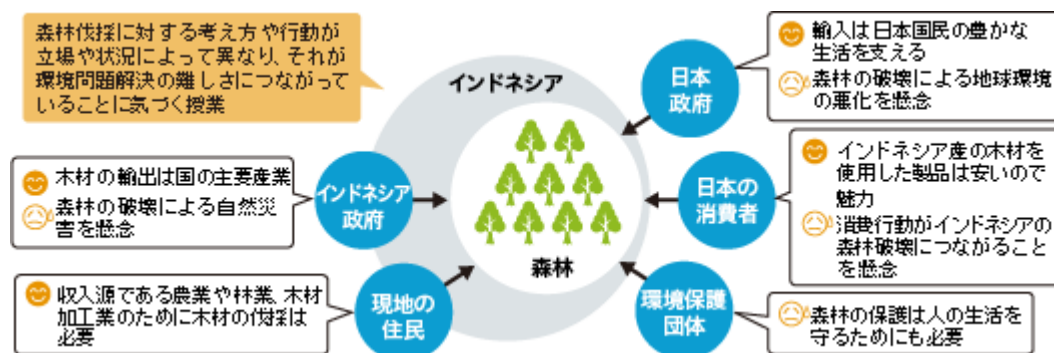 森林伐採に対する考え方や行動が
立場や状況によって異なり、それが
環境問題解決の難しさにつながって
いることに気づく授業
インドネシア
日本
政府
輸入は日本国民の豊かな
生活を支える
森林の破壊による地球環境
の悪化を懸念
木材の輸出は国の主要産業
森林の破壊による自然災
害を懸念
インドネシア
政府
日本の
消費者
インドネシア産の木材を
使用した製品は安いので
魅力
消費行動がインドネシアの
森林破壊につながること
を懸念
森林
収入源である農業や林業、木材
加工業のために木材の伐採は
必要
現地の
住民
環境保護
団体
森林の保護は人の生活を
守るためにも必要